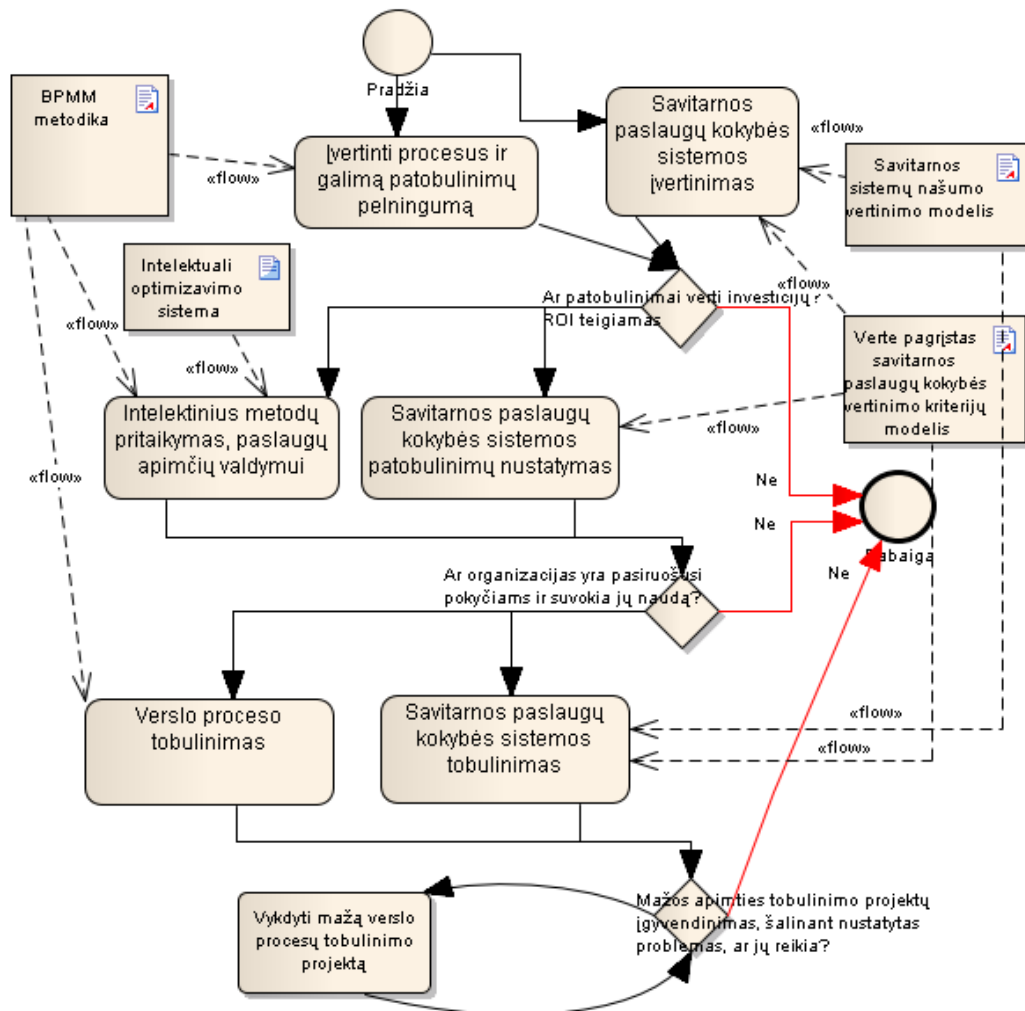 Pradžia
BPMM
metodika
Savitarnos
paslaugų kokybės
sistemos
įvertinimas
«flow»
Įvertinti procesus ir
galimą patobulinimų
pelningumą
«flow»
Savitarnos
sistemų našumo
vertinimo modelis
Intelektuali
optimizavimo
sistema
«flow»
Ar patobulinimai verti investicijų?
ROI teigiamas
«flow»
«flow»
Verte pagrįstas
savitarnos
paslaugų kokybės
vertinimo kriterijų
modelis
Intelektinius metodų
pritaikymas, paslaugų
apimčių valdymui
Savitarnos paslaugų
kokybės sistemos
patobulinimų nustatymas
«flow»
«flow»
Ne
Ne
Pabaiga
Ne
Ar organizacijas yra pasiruošusi
pokyčiams ir suvokia jų naudą?
Verslo proceso
tobulinimas
Savitarnos paslaugų
kokybės sistemos
tobulinimas
«flow»
«flow»
Mažos apimties tobulinimo projektų
įgyvendinimas, šalinant nustatytas
problemas, ar jų reikia?
Vykdyti mažą verslo
procesų tobulinimo
projektą